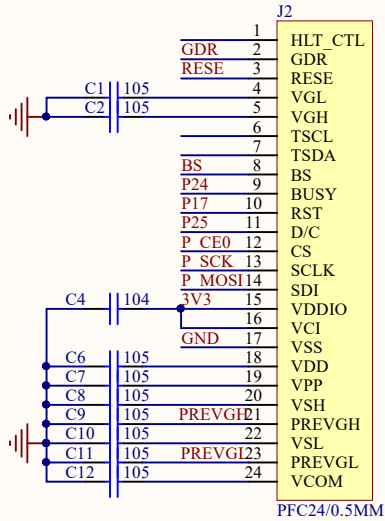 J2
1 HLT_CTL
GDR 2 GDR
RESE 3 RESE
C1 105 4 VGL
C2 105 5 VGH
6 TSCL
7 TSDA
BS 8 BS
P24 9 BUSY
P17 10 RST
P25 11 D/C
P_CE0 12 CS
P_SCK 13 SCLK
P_MOSI 14 SDI
C4 104 3V3 15 VDDIO
16 VCI
GND 17 VSS
C6 105 18 VDD
C7 105 19 VPP
C8 105 20 VSH
C9 105 PREVGH 21 PREVGH
C10 105 22 VSL
C11 105 PREVGL 23 PREVGL
C12 105 24 VCOM
PFC24/0.5MM